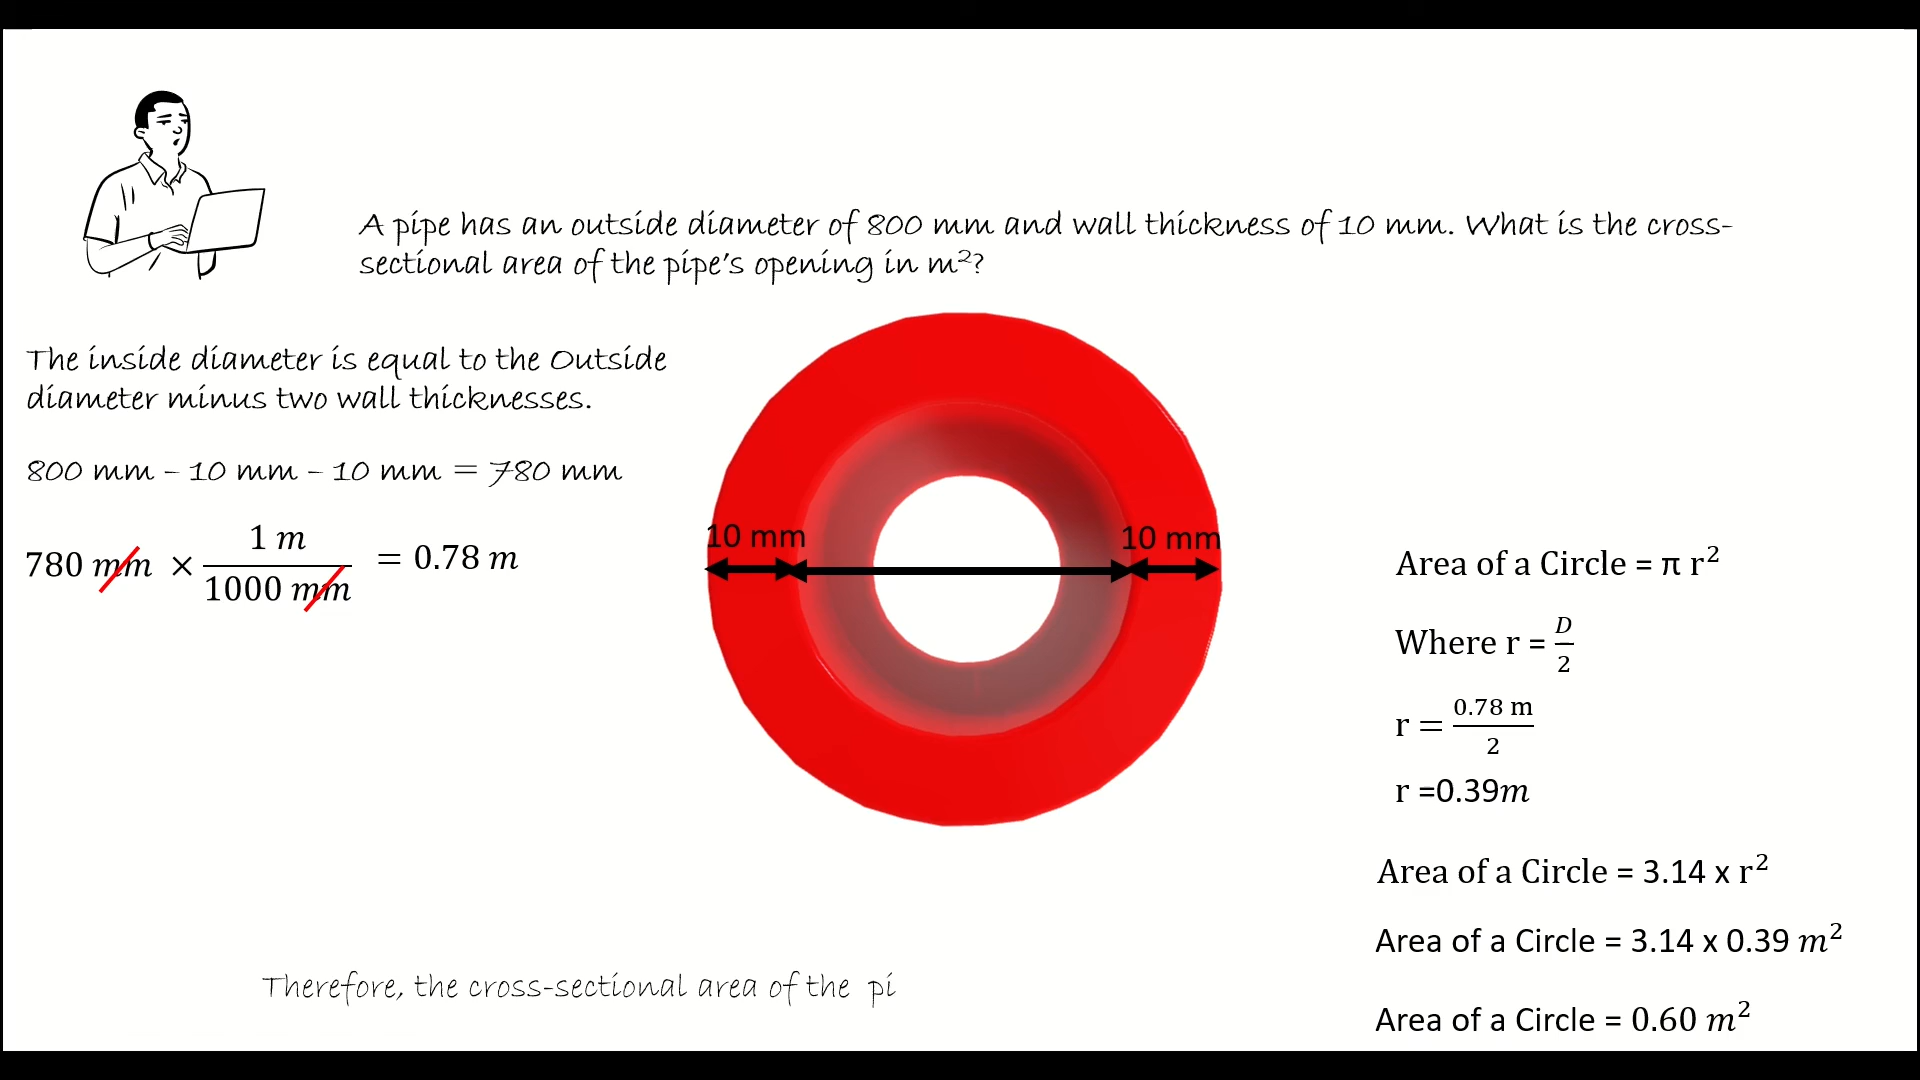 A pipe has an outside diameter of 800 mm and wall thickness of 10 mm. What is the cross-
sectional area of the pipe's opening in m²?
The inside diameter is equal to the Outside
diameter minus two wall thicknesses.
800 mm – 10 mm – 10 mm = 780 mm
780 mm × 1 m / 1000 mm = 0.78 m
10 mm
10 mm
Area of a Circle = π r²
Where r = D/2
r = 0.78 m / 2
r =0.39m
Area of a Circle = 3.14 x r²
Area of a Circle = 3.14 x 0.39 m²
Area of a Circle = 0.60 m²
Therefore, the cross-sectional area of the pi